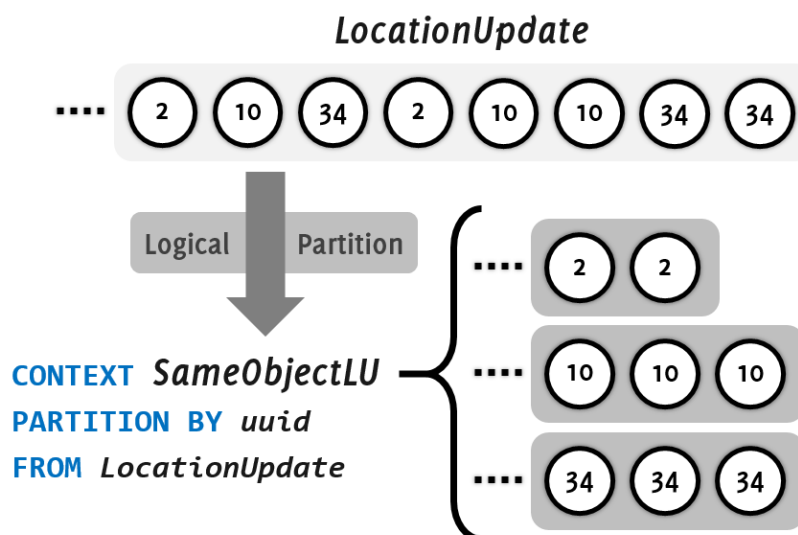 LocationUpdate
.... 2 10 34 2 10 10 34 34
Logical Partition
.... 2 2
CONTEXT SameObjectLU
.... 10 10 10
PARTITION BY uuid
FROM LocationUpdate
.... 34 34 34